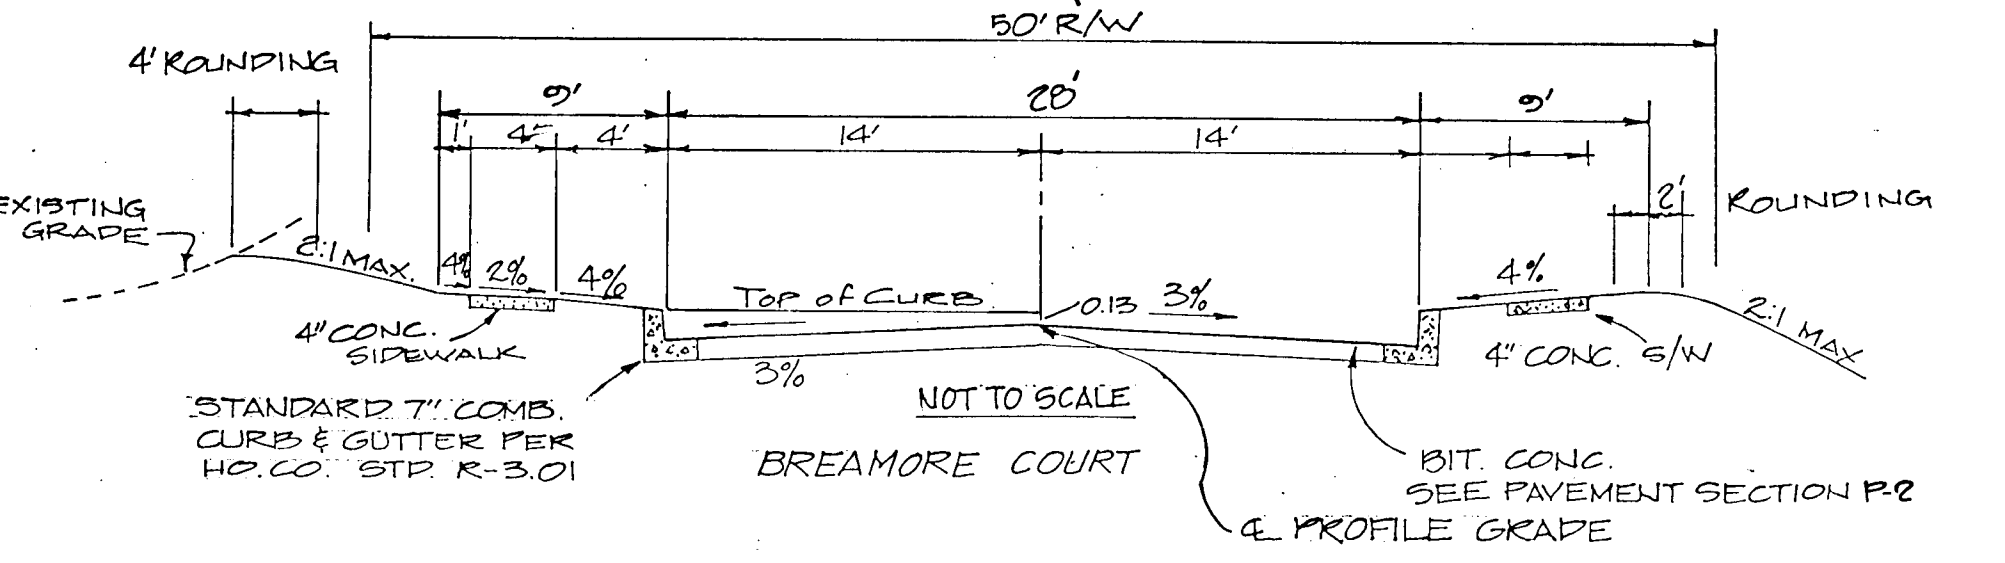 50' R/W
4' ROUNDING
9'
28'
9'
1'
4'
4'
14'
14'
EXISTING
GRADE
2'
ROUNDING
2:1 MAX.
4%
2%
4%
TOP OF CURB
0.13
3%
4%
2:1 MAX
4" CONC.
SIDEWALK
3%
4" CONC. S/W
NOT TO SCALE
STANDARD 7" COMB.
CURB & GUTTER PER
HO.CO. STD. R-3.01
BREAMORE COURT
BIT. CONC.
SEE PAVEMENT SECTION P-2
℄ PROFILE GRADE